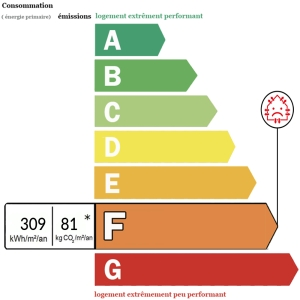 Consommation
( énergie primaire) émissions logement extrêmement performant
A
B
C
D
E
309 81 * F
kWh/m²/an kg CO₂/m²/an
G
logement extrêmement peu performant